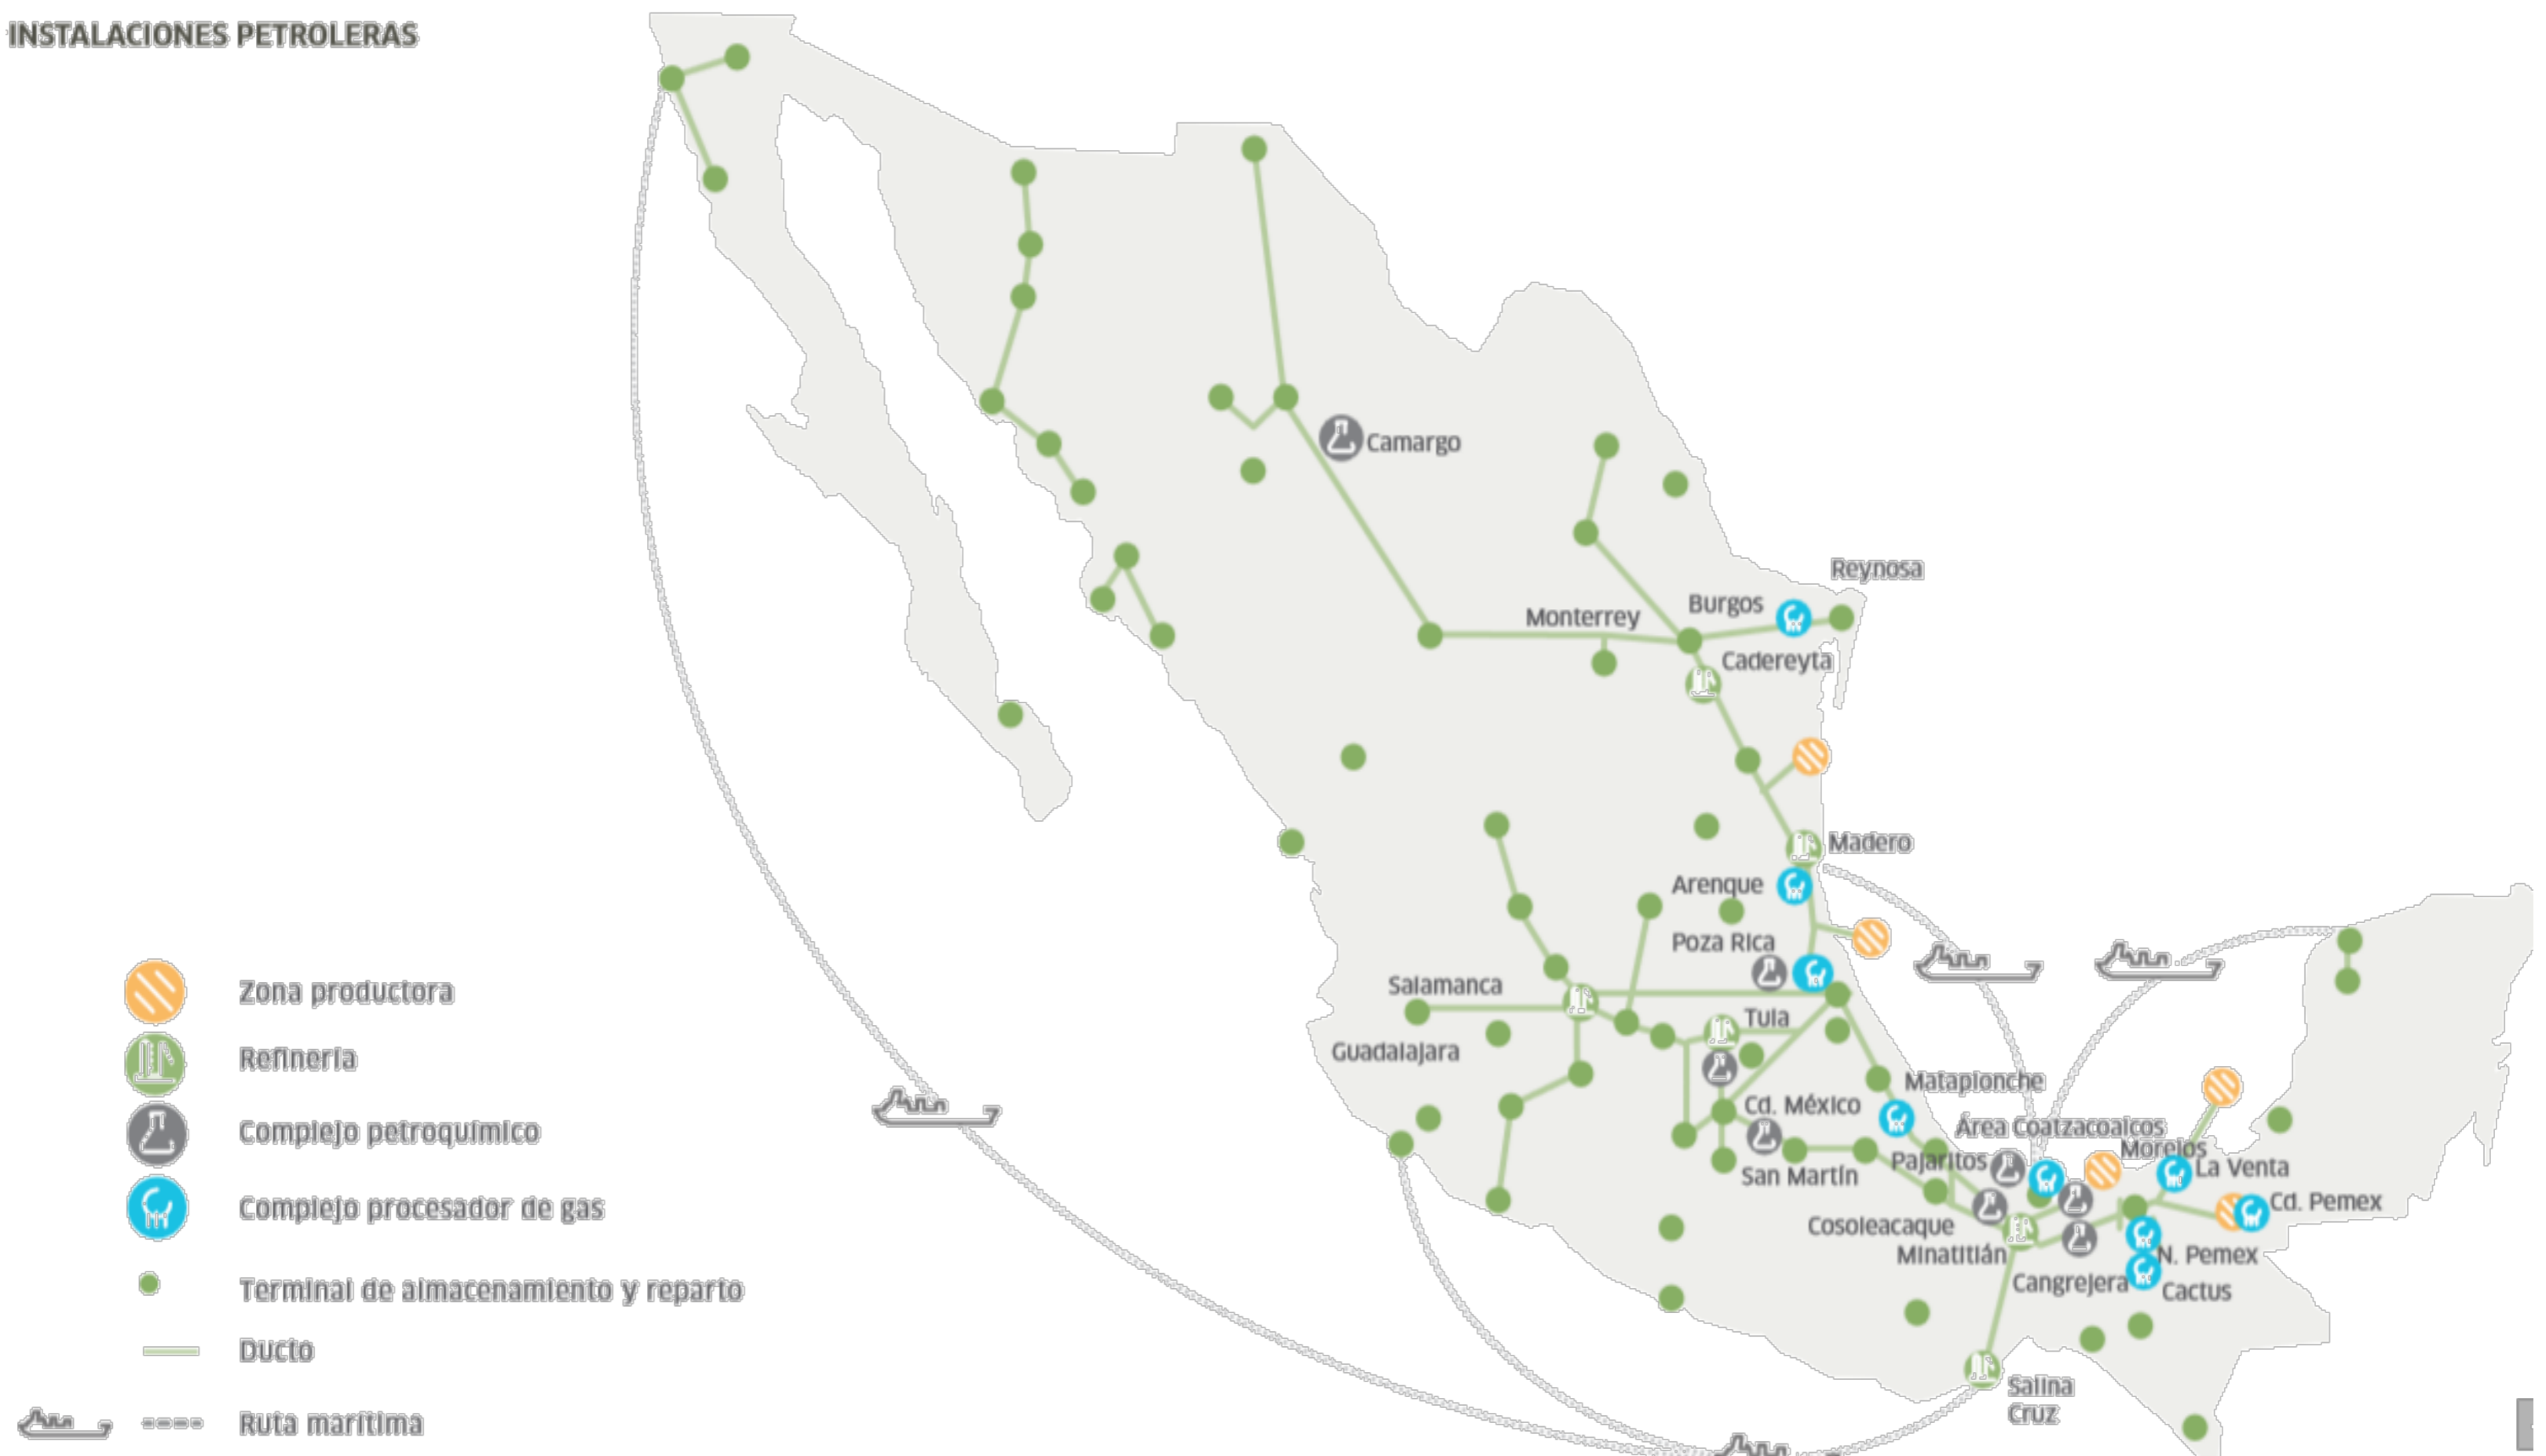 INSTALACIONES PETROLERAS
Camargo
Reynosa
Burgos
Monterrey
Cadereyta
Madero
Arenque
Poza Rica
Salamanca
Tula
Guadalajara
Matapionche
Cd. México
Área Coatzacoalcos
Morelos
Pajaritos
La Venta
San Martín
Cd. Pemex
Cosoleacaque
Minatitlán
N. Pemex
Cangrejera
Cactus
Salina
Cruz
Zona productora
Refinería
Complejo petroquímico
Complejo procesador de gas
Terminal de almacenamiento y reparto
Ducto
Ruta marítima